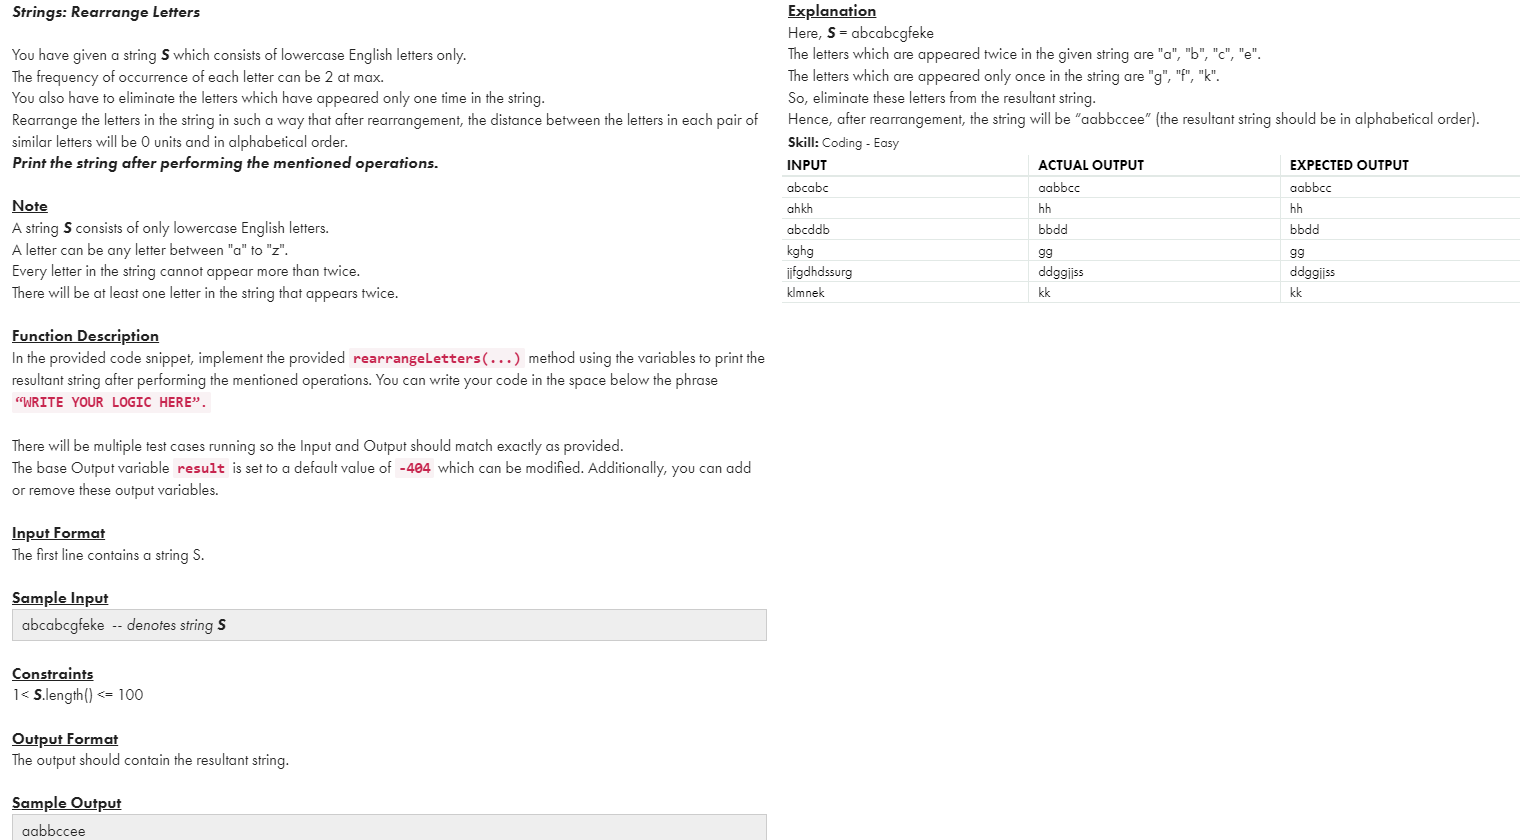 Strings: Rearrange Letters
You have given a string S which consists of lowercase English letters only.
The frequency of occurrence of each letter can be 2 at max.
You also have to eliminate the letters which have appeared only one time in the string.
Rearrange the letters in the string in such a way that after rearrangement, the distance between the letters in each pair of
similar letters will be 0 units and in alphabetical order.
Print the string after performing the mentioned operations.
Note
A string S consists of only lowercase English letters.
A letter can be any letter between "a" to "z".
Every letter in the string cannot appear more than twice.
There will be at least one letter in the string that appears twice.
Function Description
In the provided code snippet, implement the provided rearrangeLetters(...) method using the variables to print the
resultant string after performing the mentioned operations. You can write your code in the space below the phrase
“WRITE YOUR LOGIC HERE”.
There will be multiple test cases running so the Input and Output should match exactly as provided.
The base Output variable result is set to a default value of -404 which can be modified. Additionally, you can add
or remove these output variables.
Input Format
The first line contains a string S.
Sample Input
abcabcgfeke -- denotes string S
Constraints
1< S.length() <= 100
Output Format
The output should contain the resultant string.
Sample Output
aabbccee
Explanation
Here, S = abcabcgfeke
The letters which are appeared twice in the given string are "a", "b", "c", "e".
The letters which are appeared only once in the string are "g", "f", "k".
So, eliminate these letters from the resultant string.
Hence, after rearrangement, the string will be “aabbccee” (the resultant string should be in alphabetical order).
Skill: Coding - Easy
INPUT ACTUAL OUTPUT EXPECTED OUTPUT
abcabc aabbcc aabbcc
ahkh hh hh
abcddb bbdd bbdd
kghg gg gg
jjfgdhdssurg ddggjjss ddggjjss
klmnek kk kk